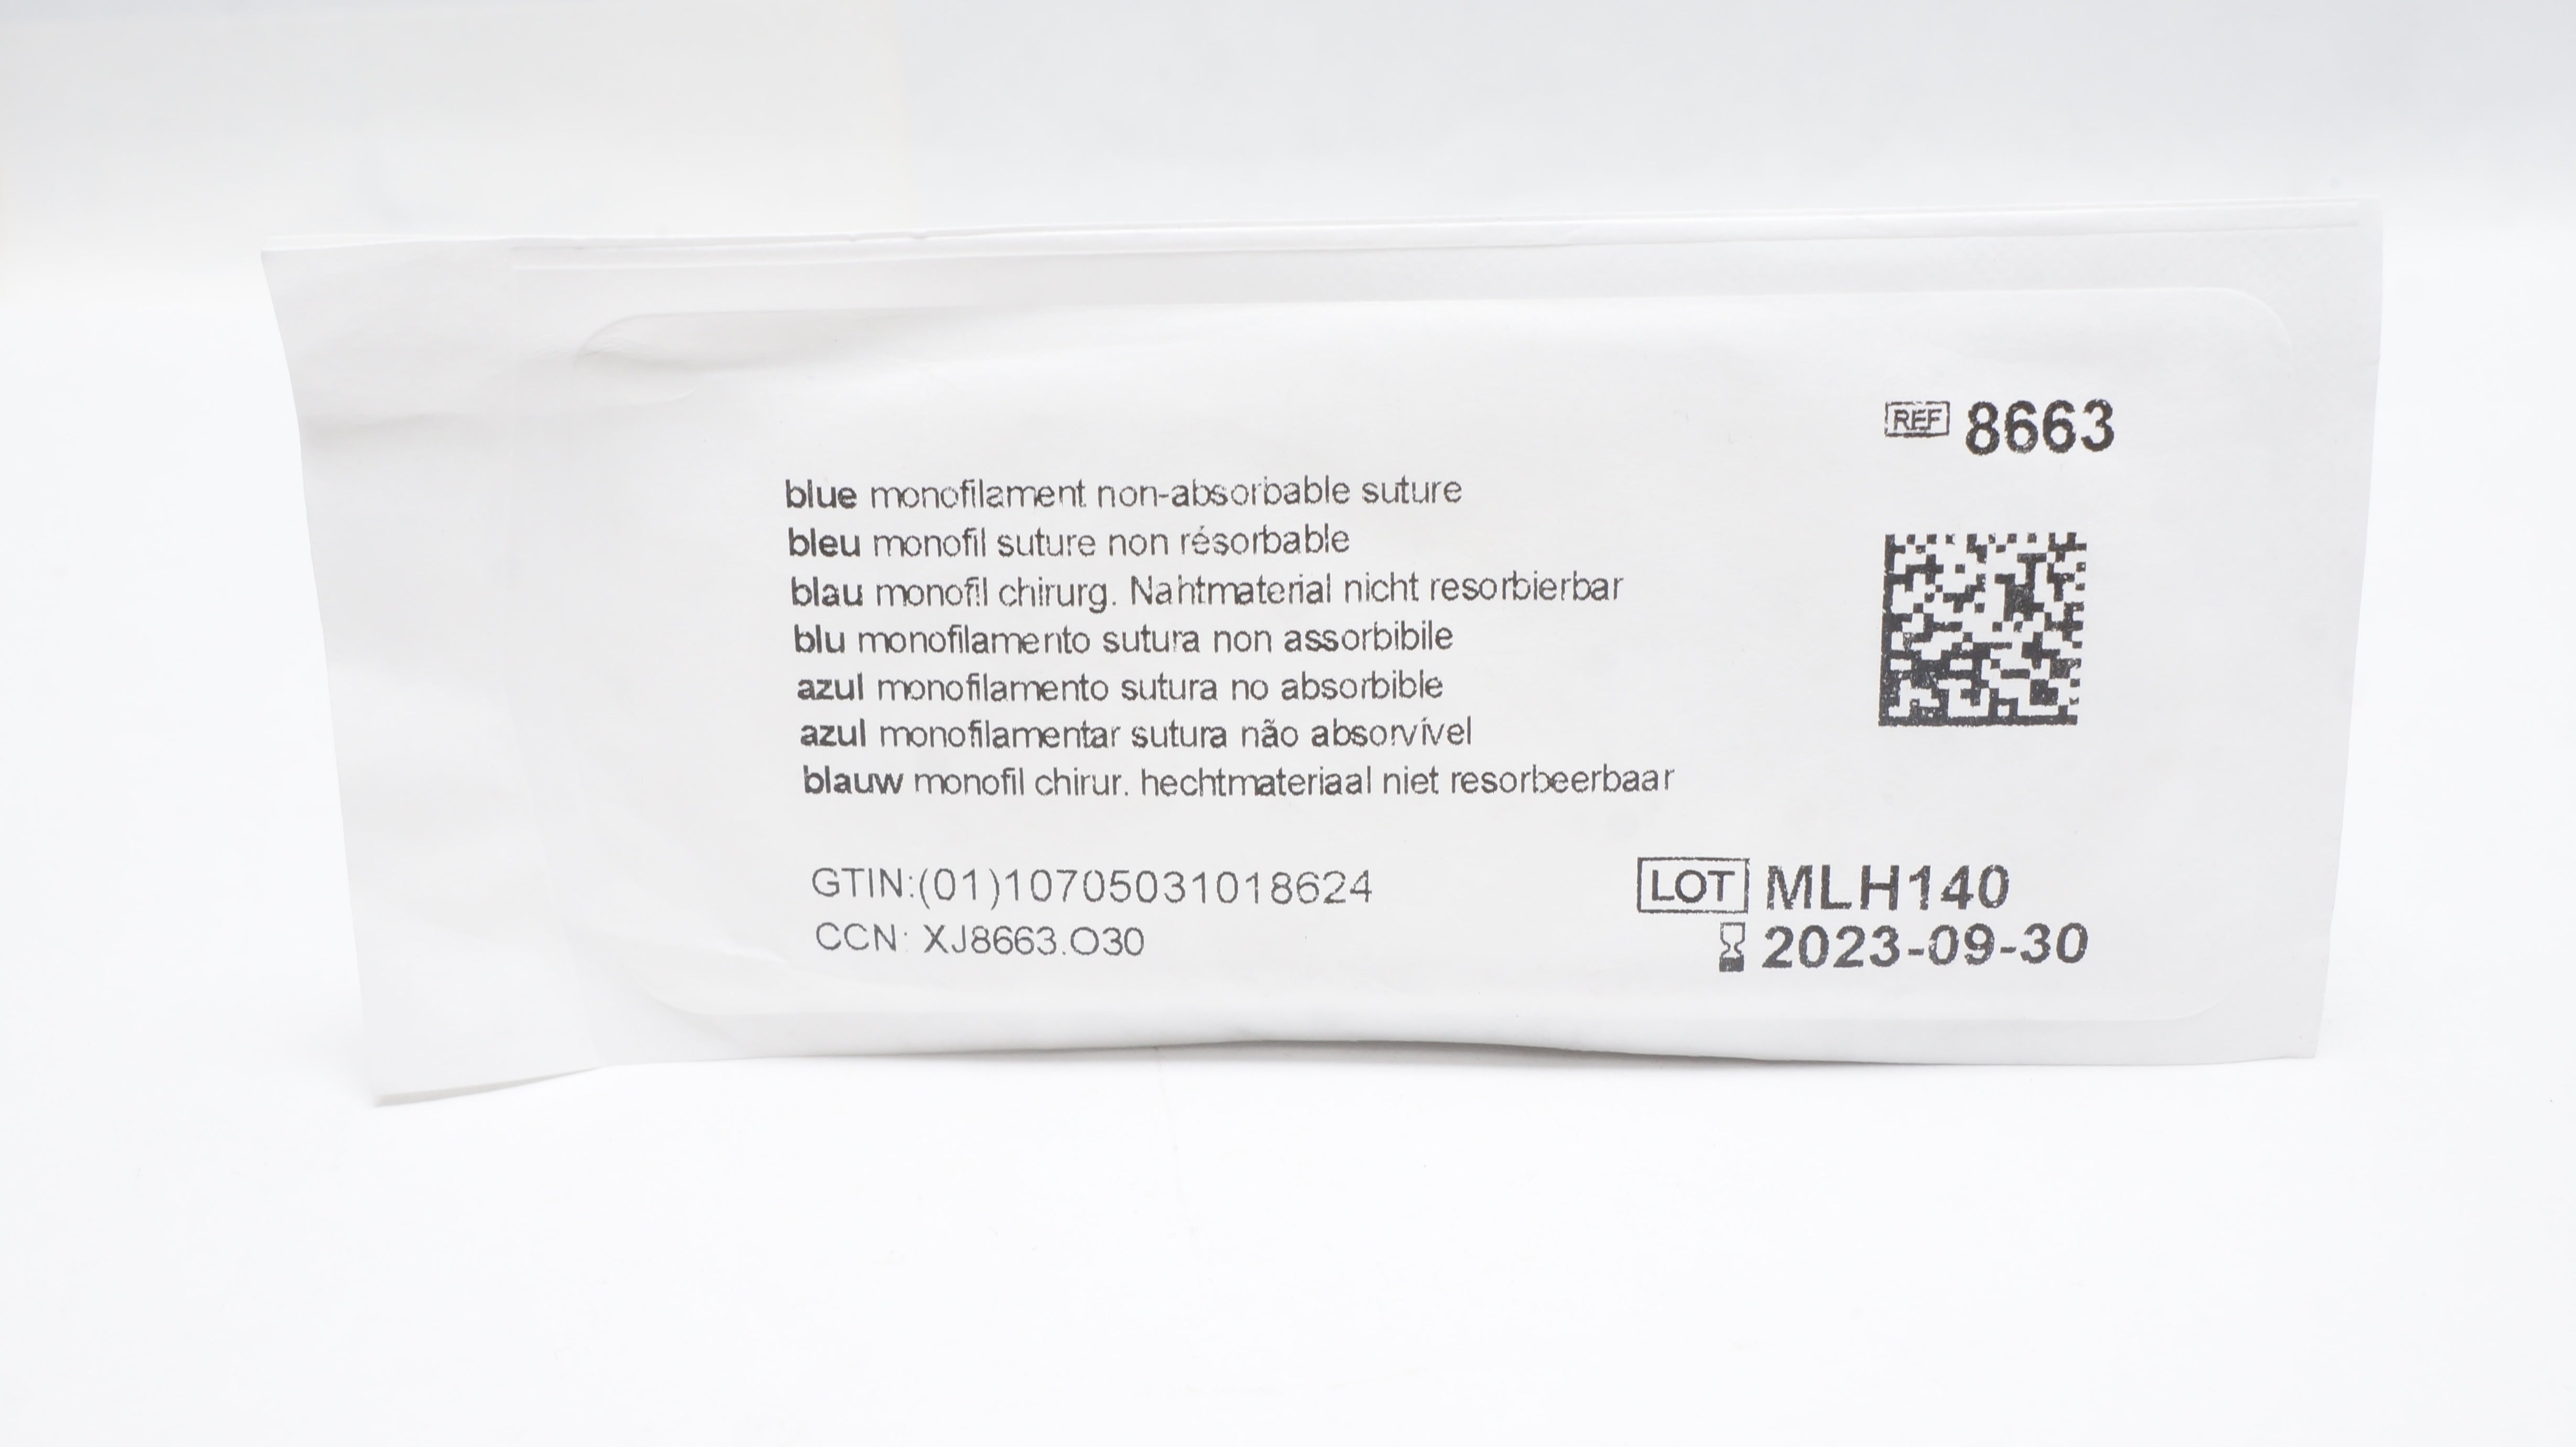 REF 8663
blue monofilament non-absorbable suture
bleu monofil suture non résorbable
blau monofil chirurg. Nahtmaterial nicht resorbierbar
blu monofilamento sutura non assorbibile
azul monofilamento sutura no absorbible
azul monofilamentar sutura não absorvível
blauw monofil chirur. hechtmateriaal niet resorbeerbaar
GTIN:(01)10705031018624
CCN: XJ8663.O30
LOT MLH140
2023-09-30